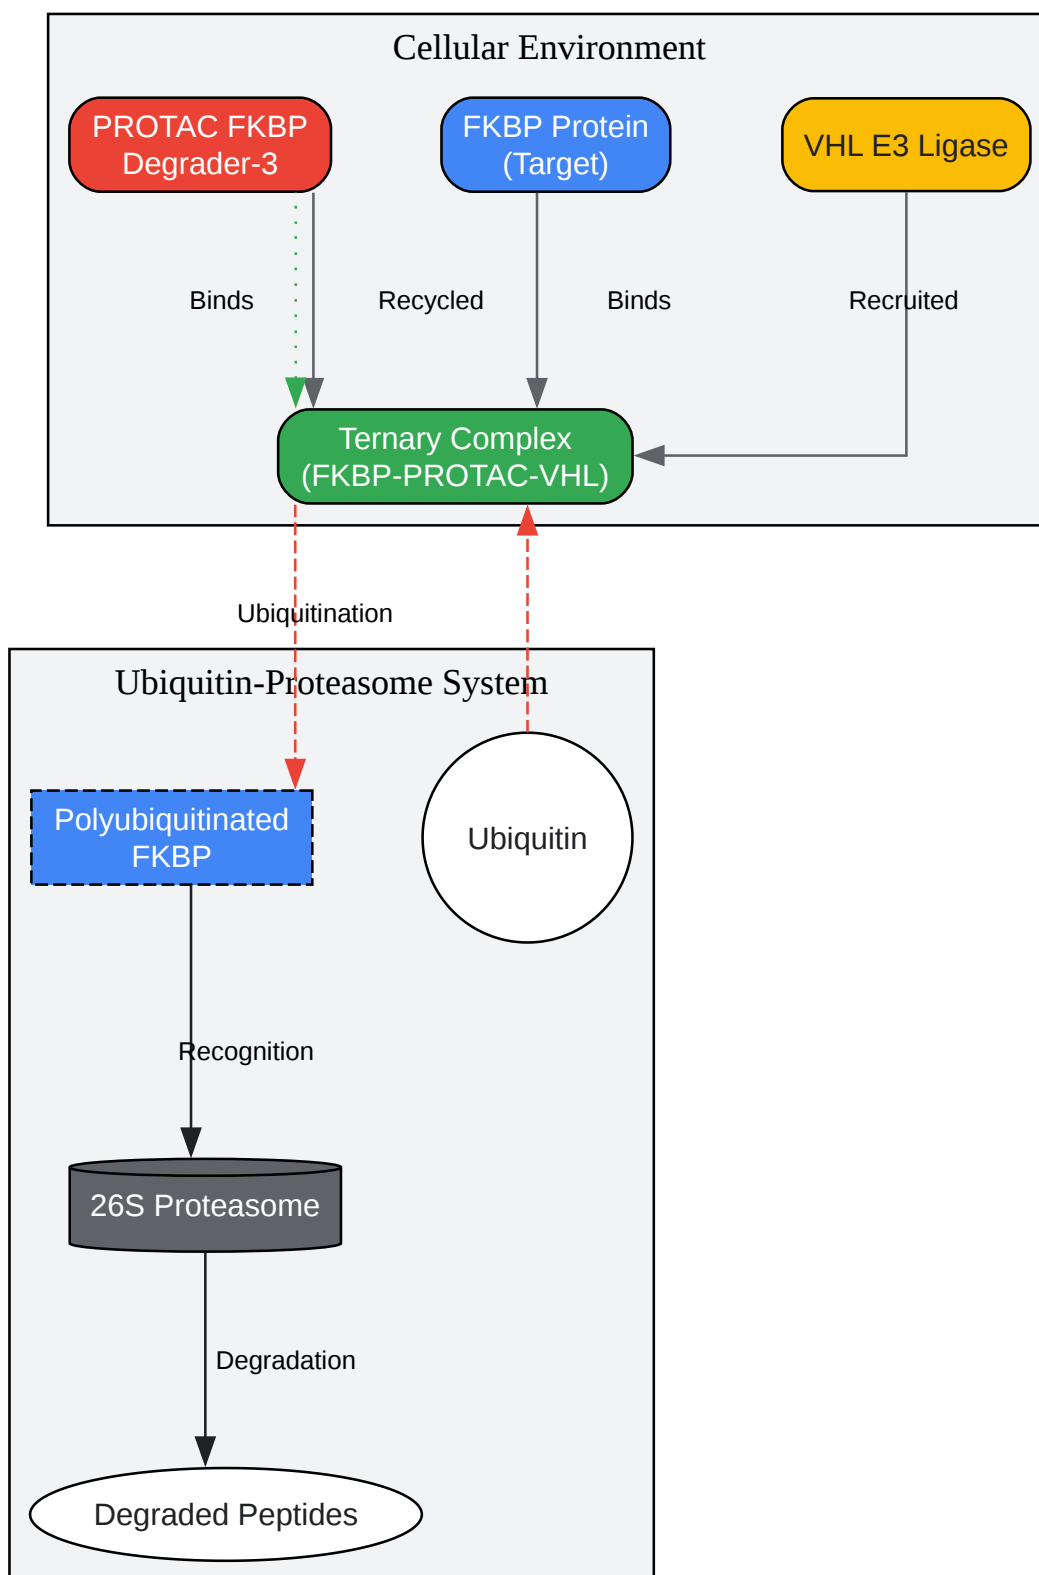 Cellular Environment
PROTAC FKBP
Degrader-3
FKBP Protein
(Target)
VHL E3 Ligase
Binds
Recycled
Binds
Recruited
Ternary Complex
(FKBP-PROTAC-VHL)
Ubiquitination
Ubiquitin-Proteasome System
Polyubiquitinated
FKBP
Ubiquitin
Recognition
26S Proteasome
Degradation
Degraded Peptides